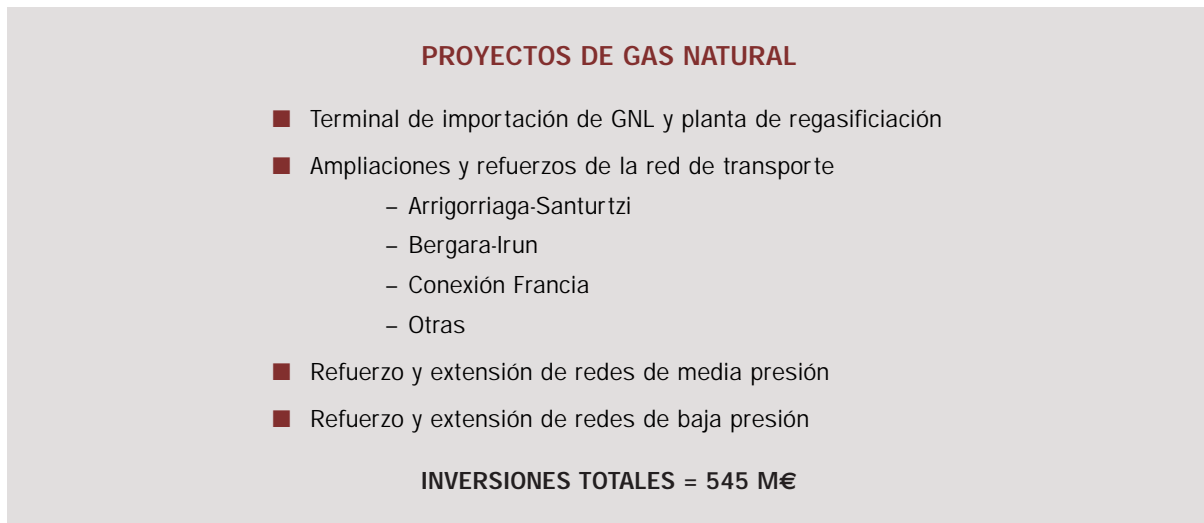 PROYECTOS DE GAS NATURAL
■ Terminal de importación de GNL y planta de regasificiación
■ Ampliaciones y refuerzos de la red de transporte
– Arrigorriaga-Santurtzi
– Bergara-Irun
– Conexión Francia
– Otras
■ Refuerzo y extensión de redes de media presión
■ Refuerzo y extensión de redes de baja presión
INVERSIONES TOTALES = 545 M€